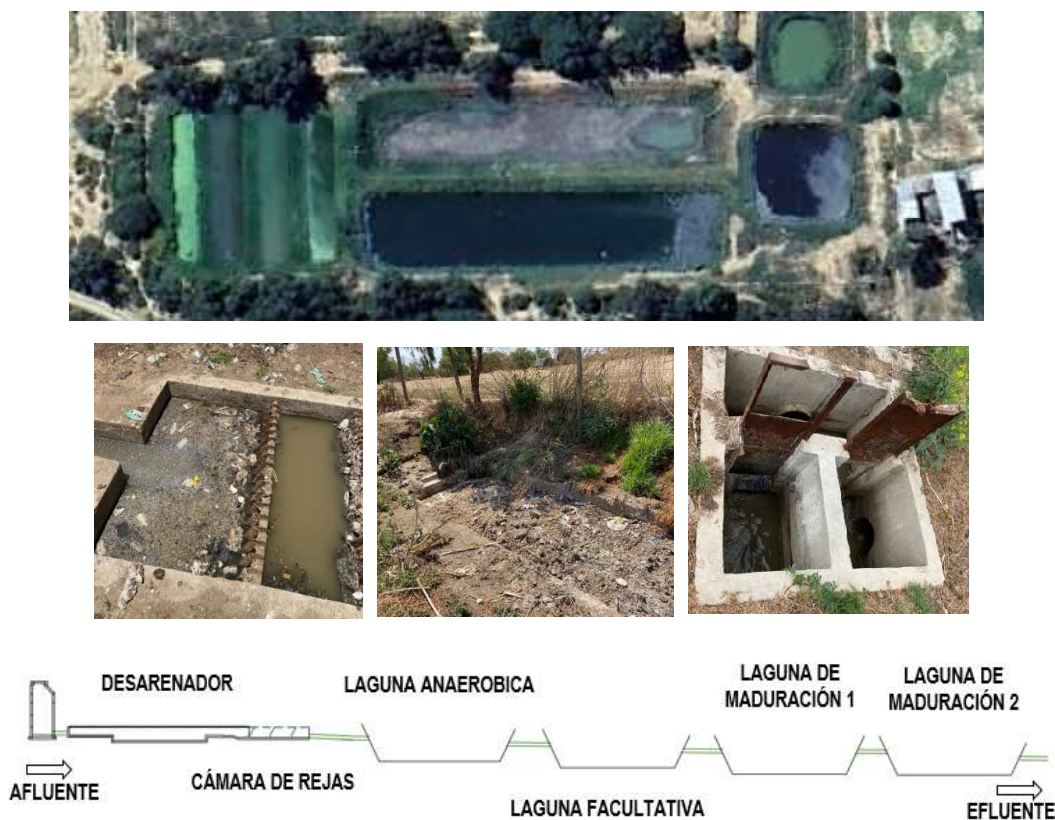 DESARENADOR
LAGUNA ANAEROBICA
LAGUNA DE
MADURACIÓN 1
LAGUNA DE
MADURACIÓN 2
AFLUENTE
CÁMARA DE REJAS
LAGUNA FACULTATIVA
EFLUENTE